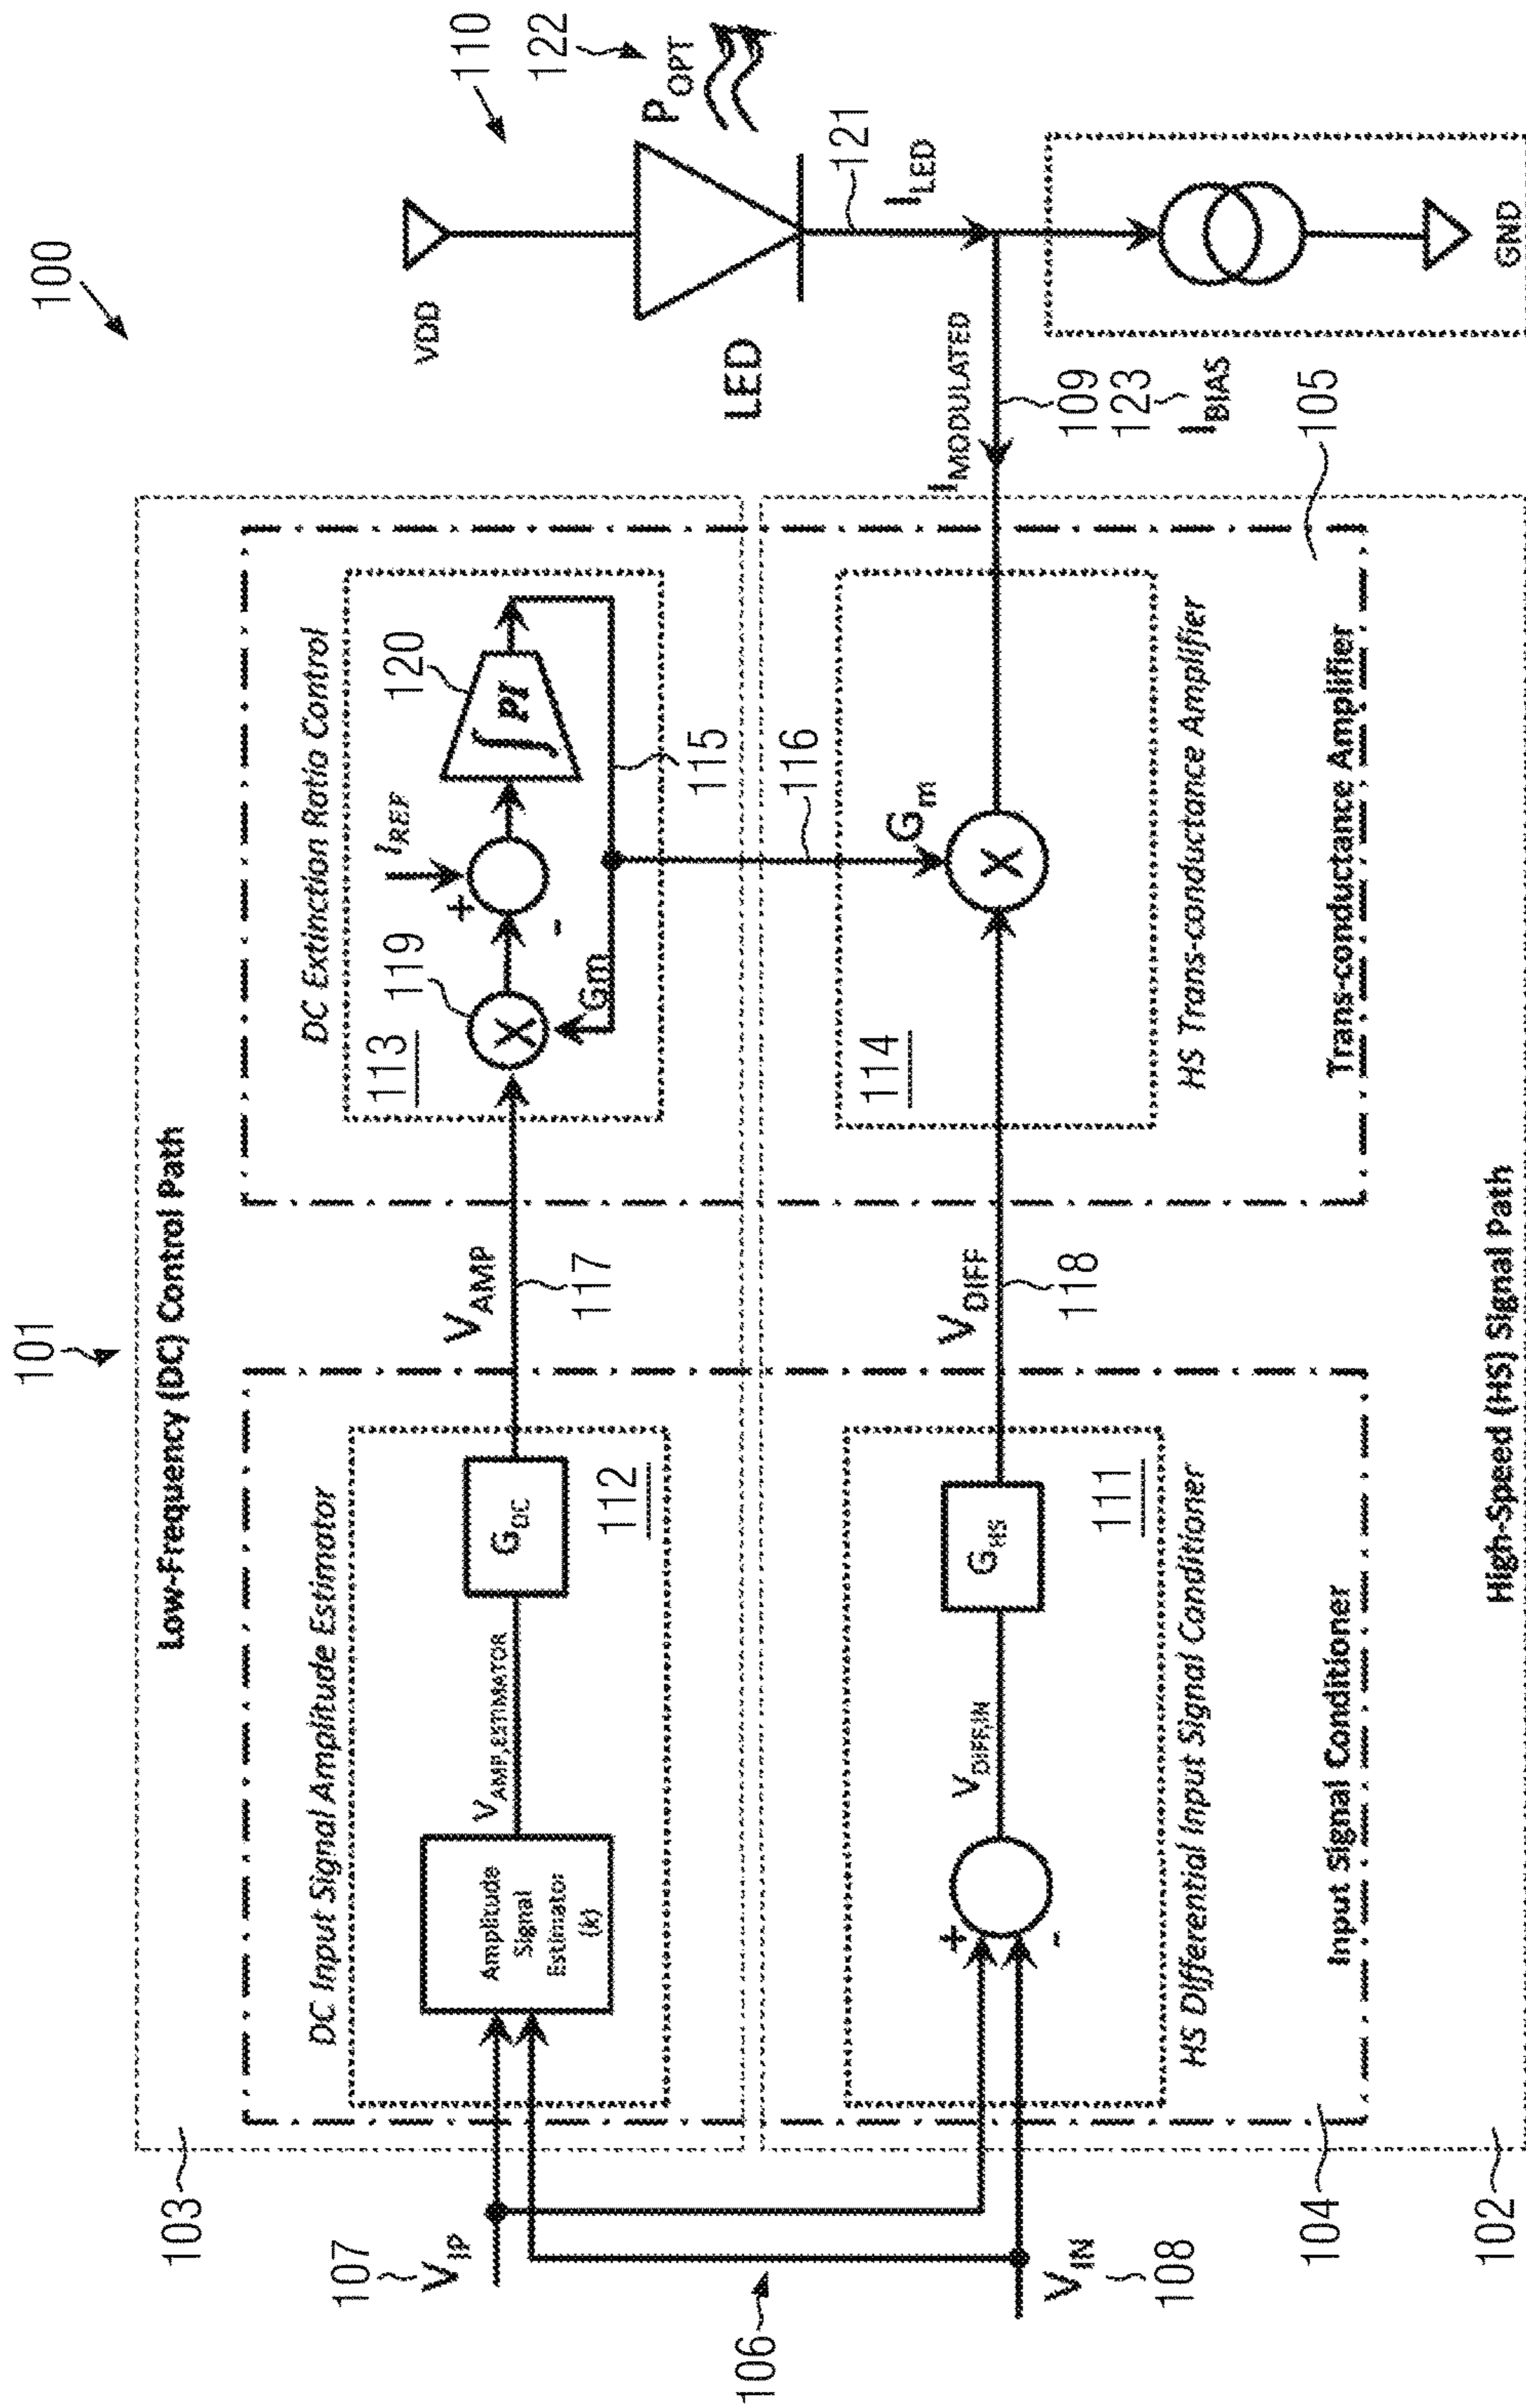 100
101
Low-Frequency (DC) Control Path
103
DC Input Signal Amplitude Estimator
Amplitude
Signal
Estimator
(k)
VAMP,EXTIMATOR
GDC
112
VAMP
117
DC Extinction Ratio Control
113
119
Gm
+
-
IREF
120
∫ PI
115
116
107
VIP
106
VIN
108
+
-
VDIFF,IN
GHS
111
HS Differential Input Signal Conditioner
Input Signal Conditioner
104
VDIFF
118
114
X
X
Gm
HS Trans-conductance Amplifier
Trans-conductance Amplifier
105
High-Speed (HS) Signal Path
102
VDD
110
122
POPT
LED
121
ILED
IMODULATED
109
123
IBIAS
GND